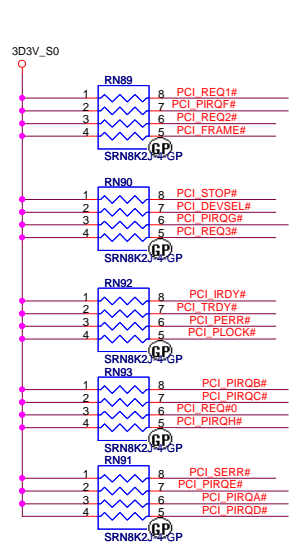 3D3V_S0
RN89
1 8 PCI_REQ1#
2 7 PCI_PIRQF#
3 6 PCI_REQ2#
4 5 PCI_FRAME#
GP
SRN8K2J-4-GP
RN90
1 8 PCI_STOP#
2 7 PCI_DEVSEL#
3 6 PCI_PIRQG#
4 5 PCI_REQ3#
GP
SRN8K2J-4-GP
RN92
1 8 PCI_IRDY#
2 7 PCI_TRDY#
3 6 PCI_PERR#
4 5 PCI_PLOCK#
GP
SRN8K2J-4-GP
RN93
1 8 PCI_PIRQB#
2 7 PCI_PIRQC#
3 6 PCI_REQ#0
4 5 PCI_PIRQH#
GP
SRN8K2J-4-GP
RN91
1 8 PCI_SERR#
2 7 PCI_PIRQE#
3 6 PCI_PIRQA#
4 5 PCI_PIRQD#
GP
SRN8K2J-4-GP